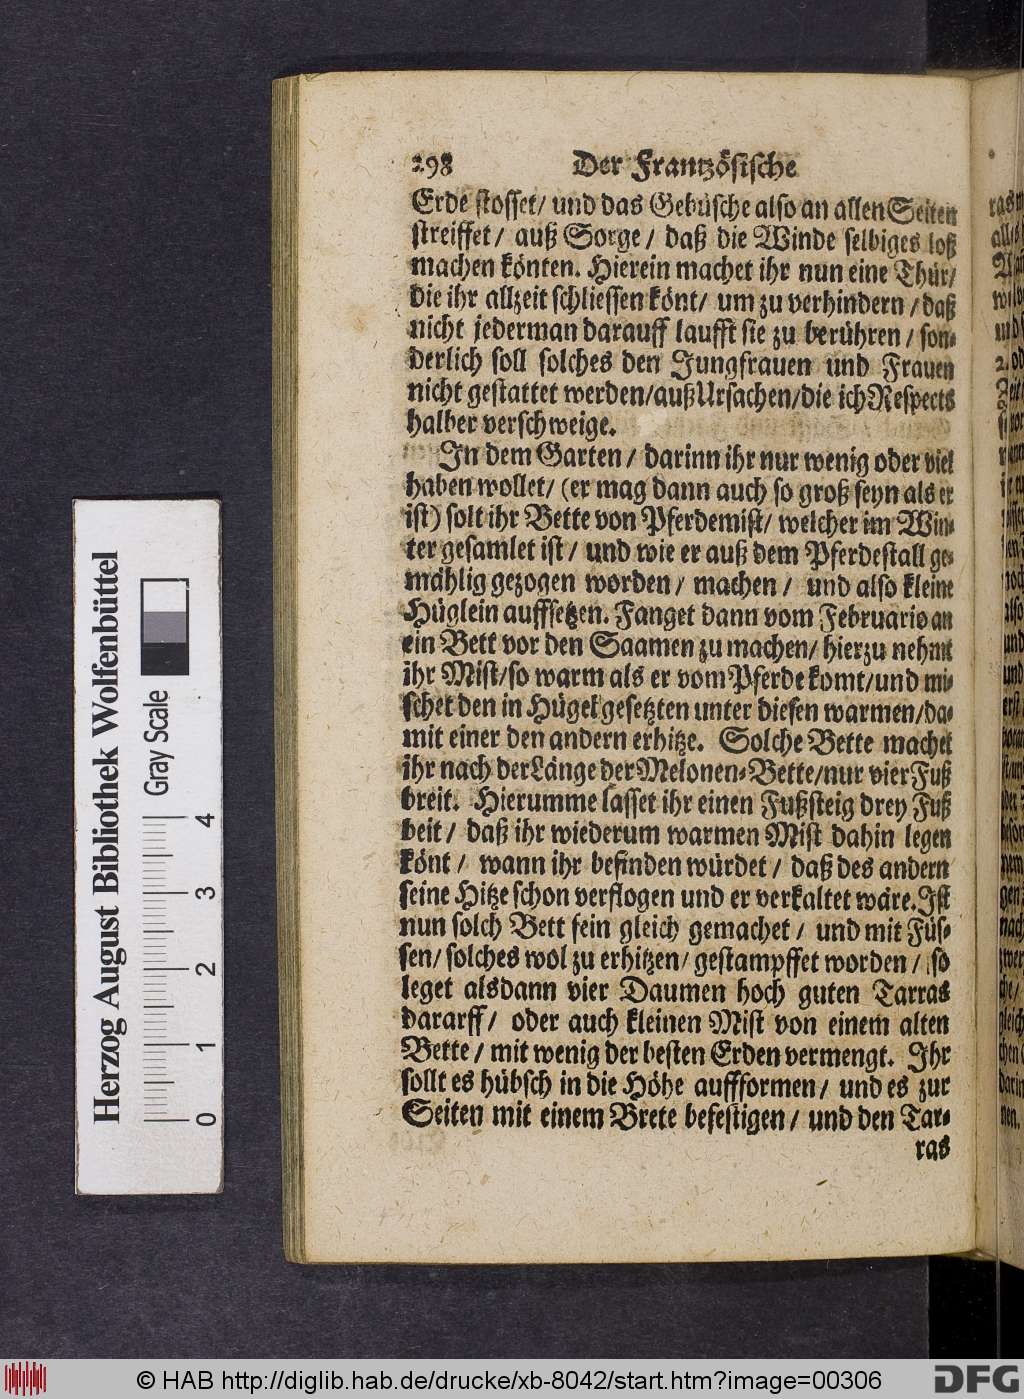 298 Der Frantzösische
Erde stosset/ und das Gebüsche also an allen Seiten
streiffet/ auß Sorge/ daß die Winde selbiges loß
machen könten. Hierein machet ihr nun eine Thür/
die ihr allzeit schliessen könt/ um zu verhindern/ daß
nicht jederman darauff laufft sie zu berühren/ son-
derlich soll solches den Jungfrauen und Frauen
nicht gestattet werden/auß Ursachen/die ich Respects
halber verschweige.
In dem Garten/ darinn ihr nur wenig oder viel
haben wollet/ (er mag dann auch so groß seyn als er
ist) solt ihr Bette von Pferdemist/ welcher im Win-
ter gesamlet ist/ und wie er auß dem Pferdestall ge-
mählig gezogen worden/ machen/ und also kleine
Hüglein auffsetzen. Fanget dann vom Februario an
ein Bett vor den Saamen zu machen/ hierzu nehmt
ihr Mist/so warm als er vom Pferde komt/und mi-
schet den in Hügel gesetzten unter diesen warmen/da-
mit einer den andern erhitze. Solche Bette machet
ihr nach der Länge der Melonen-Bette/nur vier Fuß
breit. Hierumme lasset ihr einen Fußsteig drey Fuß
beit/ daß ihr wiederum warmen Mist dahin legen
könt/ wann ihr befinden würdet/ daß des andern
seine Hitze schon verflogen und er verkaltet wäre. Ist
nun solch Bett fein gleich gemachet/ und mit Füs-
sen/ solches wol zu erhitzen/ gestampffet worden/ so
leget alsdann vier Daumen hoch guten Tarras
dararff/ oder auch kleinen Mist von einem alten
Bette/ mit wenig der besten Erden vermengt. Ihr
sollt es hübsch in die Höhe auffformen/ und es zur
Seiten mit einem Brete befestigen/ und den Tar-
ras
Herzog August Bibliothek Wolfenbüttel
Gray Scale
0 1 2 3 4
© HAB http://diglib.hab.de/drucke/xb-8042/start.htm?image=00306
DFG